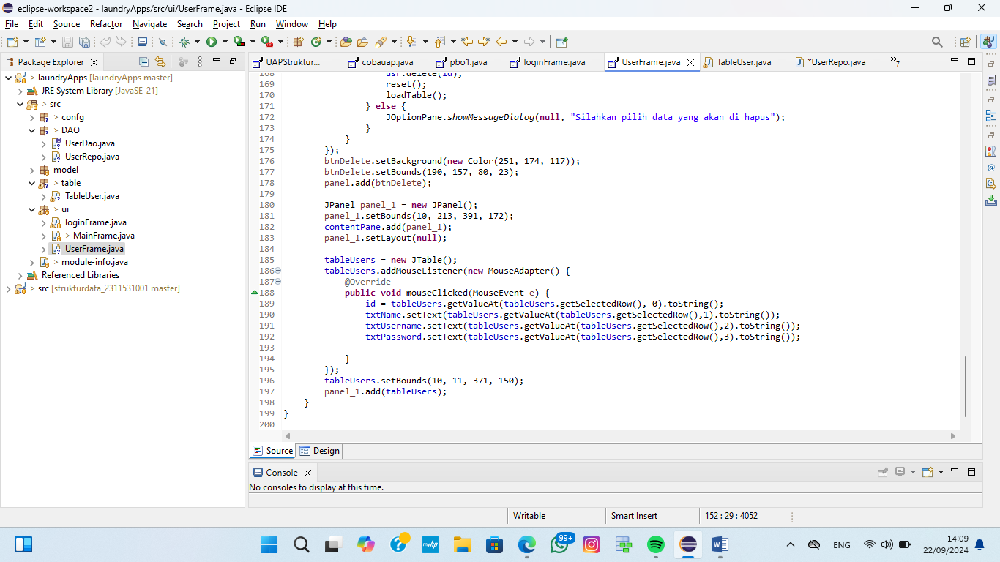 eclipse-workspace2 - laundryApps/src/ui/UserFrame.java - Eclipse IDE
File Edit Source Refactor Navigate Search Project Run Window Help
Package Explorer
laundryApps [laundryApps master]
JRE System Library [JavaSE-21]
> src
> confg
> DAO
UserDao.java
UserRepo.java
model
> table
TableUser.java
> ui
loginFrame.java
> MainFrame.java
UserFrame.java
> module-info.java
Referenced Libraries
> src [strukturdata_2311531001 master]
UAPStruktur... cobauap.java pbo1.java loginFrame.java UserFrame.java TableUser.java *UserRepo.java 7
168 usr.delete(id);
169 reset();
170 loadTable();
171 } else {
172 JOptionPane.showMessageDialog(null, "Silahkan pilih data yang akan di hapus");
173 }
174 }
175 });
176 btnDelete.setBackground(new Color(251, 174, 117));
177 btnDelete.setBounds(190, 157, 80, 23);
178 panel.add(btnDelete);
179
180 JPanel panel_1 = new JPanel();
181 panel_1.setBounds(10, 213, 391, 172);
182 contentPane.add(panel_1);
183 panel_1.setLayout(null);
184
185 tableUsers = new JTable();
186 tableUsers.addMouseListener(new MouseAdapter() {
187 @Override
188 public void mouseClicked(MouseEvent e) {
189 id = tableUsers.getValueAt(tableUsers.getSelectedRow(), 0).toString();
190 txtName.setText(tableUsers.getValueAt(tableUsers.getSelectedRow(),1).toString());
191 txtUsername.setText(tableUsers.getValueAt(tableUsers.getSelectedRow(),2).toString());
192 txtPassword.setText(tableUsers.getValueAt(tableUsers.getSelectedRow(),3).toString());
193
194 }
195 });
196 tableUsers.setBounds(10, 11, 371, 150);
197 panel_1.add(tableUsers);
198 }
199 }
200
Source Design
Console
No consoles to display at this time.
Writable Smart Insert 152 : 29 : 4052
myhp 99+ ENG 14:09
22/09/2024